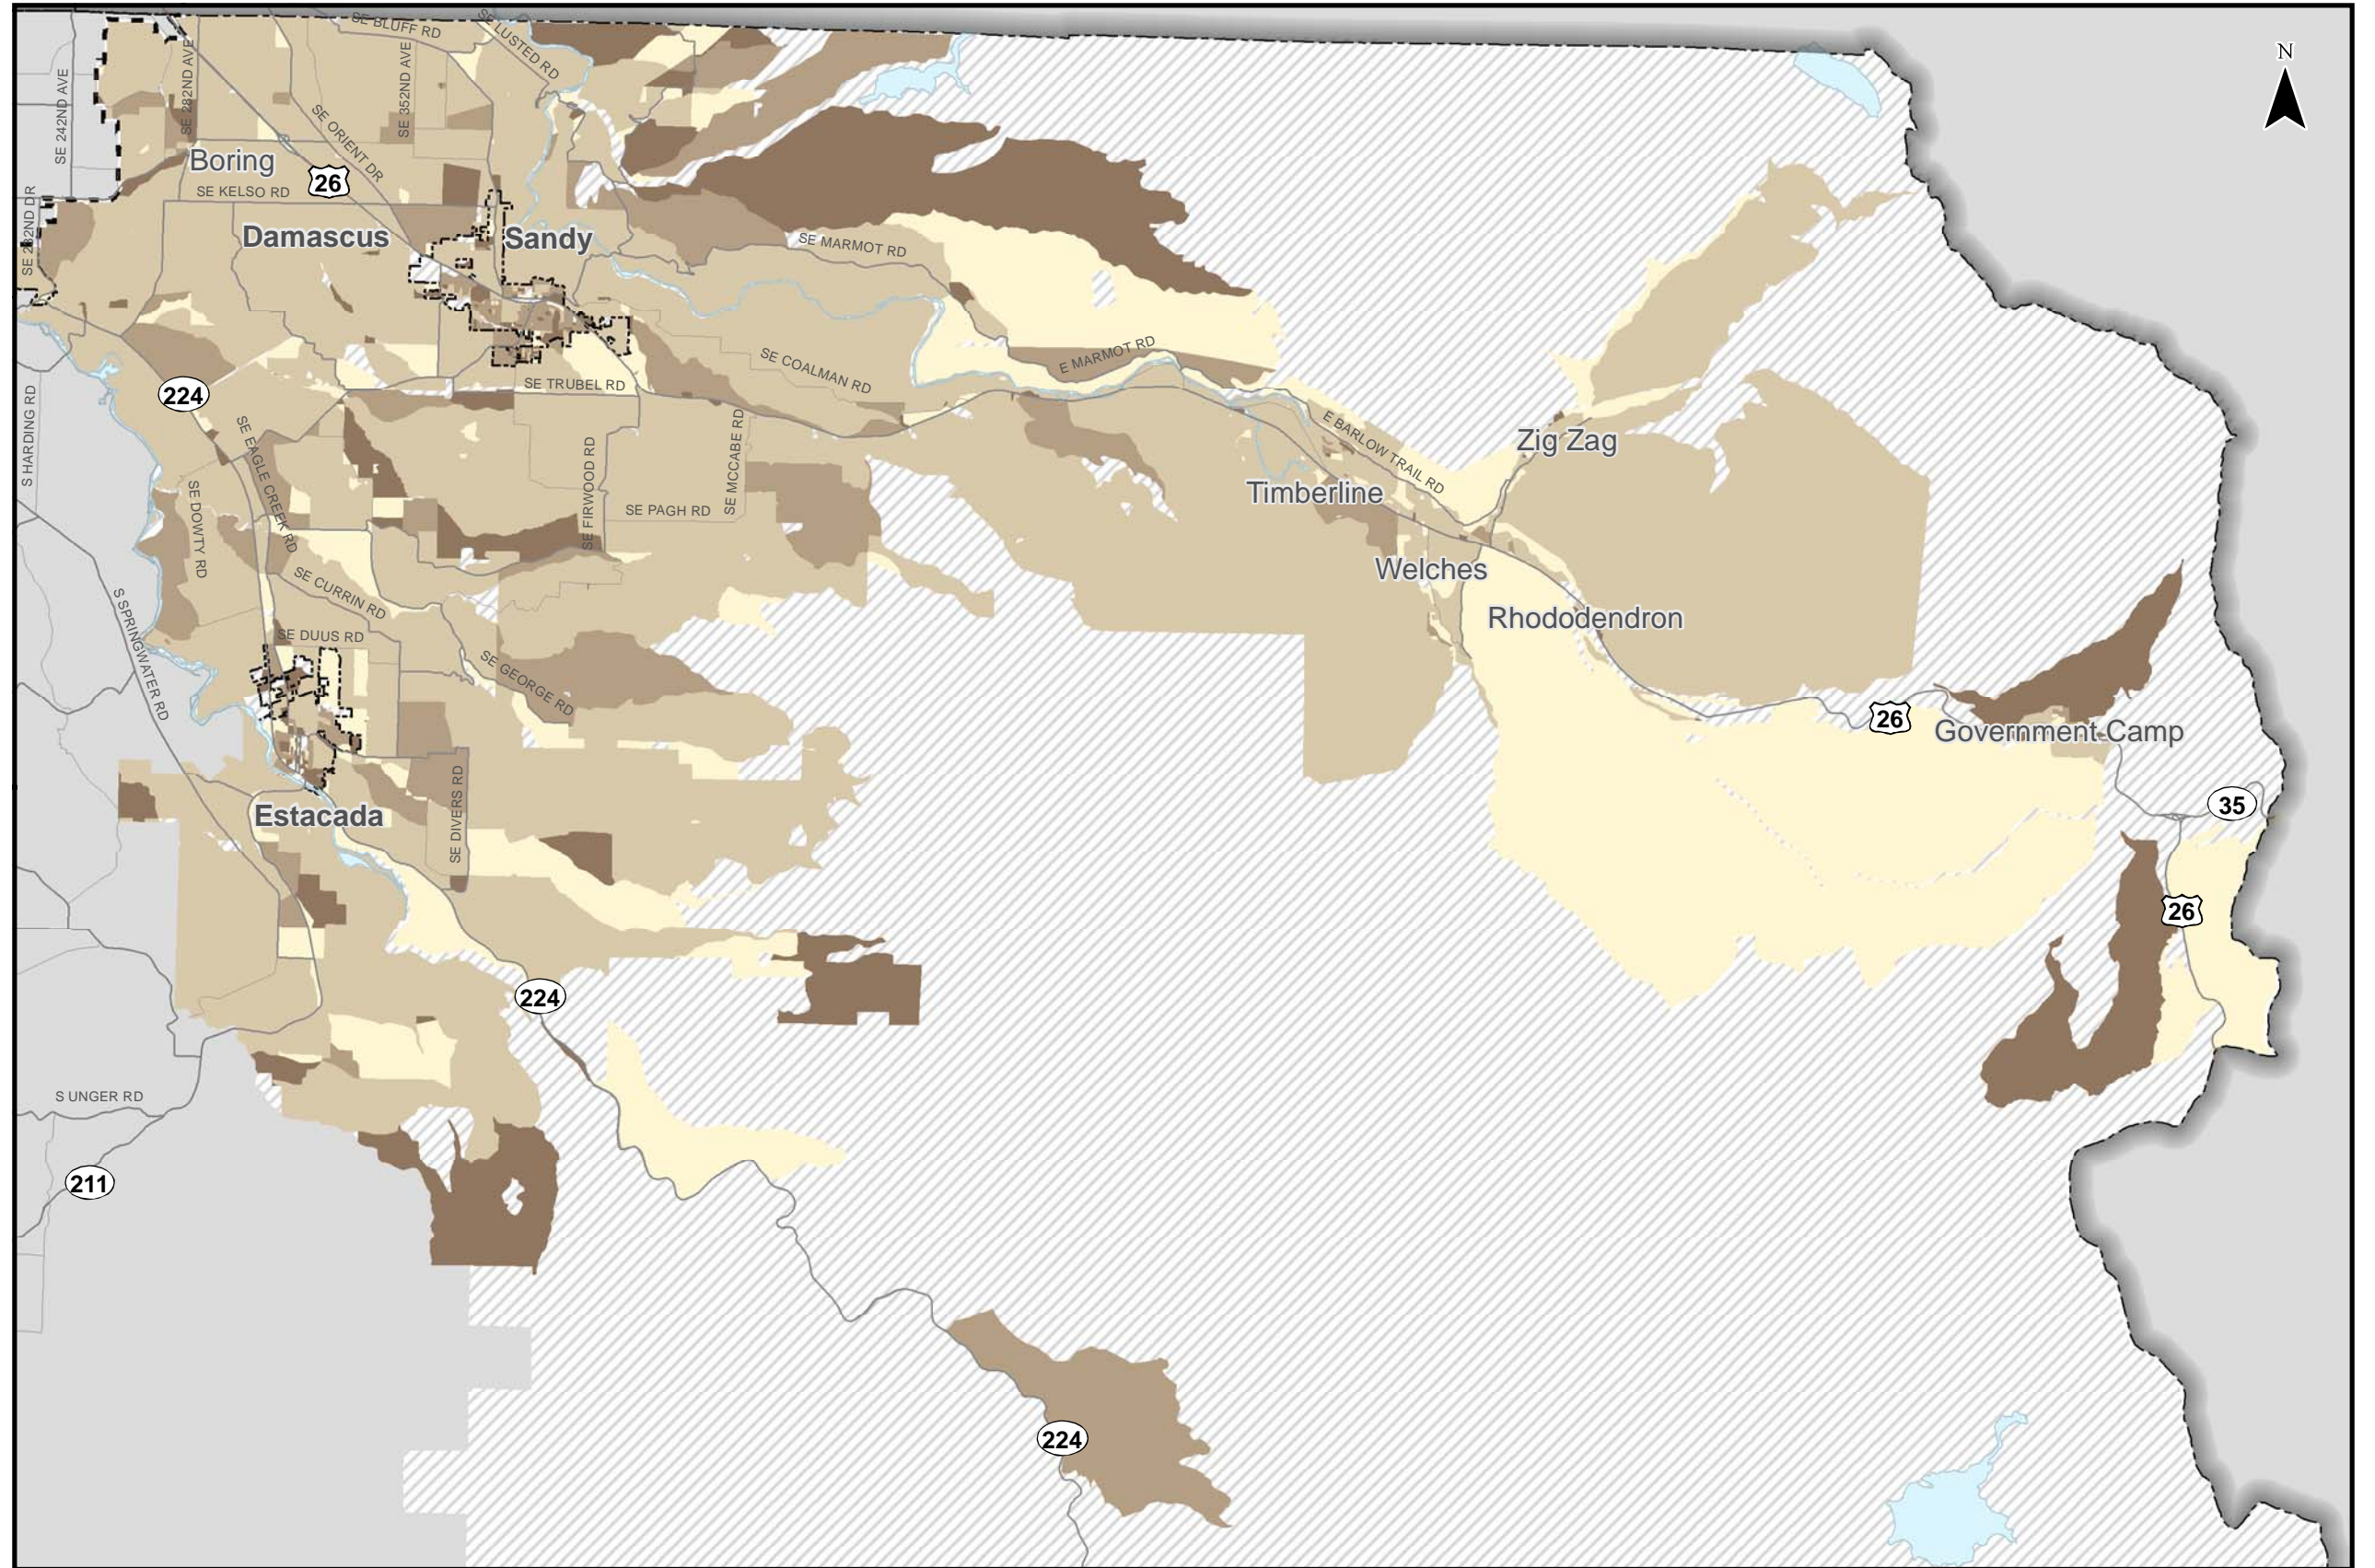 SE BLUFF RD
SE LUSTED RD
N
SE 242ND AVE
SE 282ND AVE
SE 352ND AVE
SE ORIENT DR
Boring
26
SE KELSO RD
SE 232ND DR
Damascus
Sandy
SE MARMOT RD
SE COALMAN RD
E MARMOT RD
SE TRUBEL RD
224
S HARDING RD
SE EAGLE CREEK RD
SE FIRWOOD RD
SE MCCABE RD
E BARLOW TRAIL RD
Zig Zag
Timberline
SE DOWTY RD
SE PAGH RD
Welches
SE CURRIN RD
Rhododendron
S SPRINGWATER RD
SE DUUS RD
SE GEORGE RD
26
Government Camp
SE DIVERS RD
35
Estacada
26
224
S UNGER RD
211
224